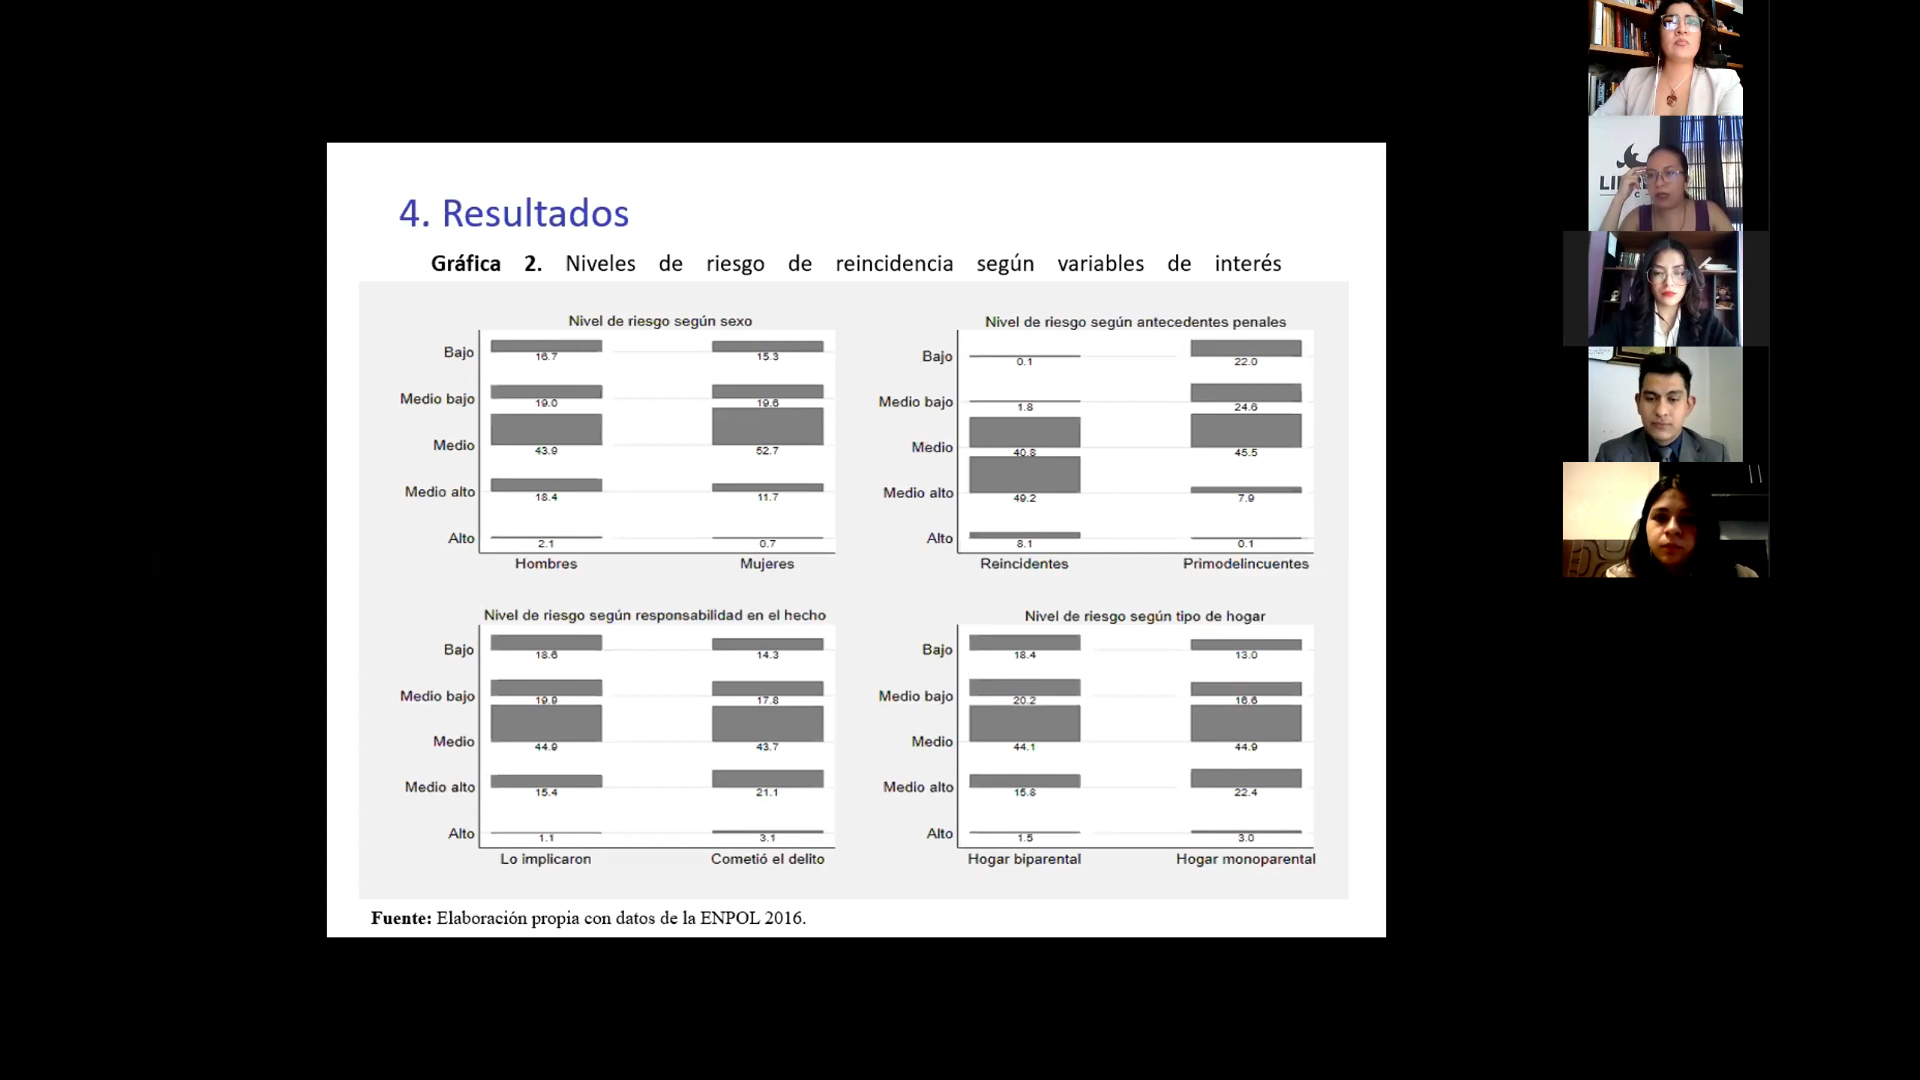 4. Resultados
Gráfica 2. Niveles de riesgo de reincidencia según variables de interés
Nivel de riesgo según sexo
Bajo 16.7 15.3
Medio bajo 19.0 19.6
Medio 43.9 52.7
Medio alto 18.4 11.7
Alto 2.1 0.7
Hombres Mujeres
Nivel de riesgo según antecedentes penales
Bajo 0.1 22.0
Medio bajo 1.8 24.6
Medio 40.8 45.5
Medio alto 49.2 7.9
Alto 8.1 0.1
Reincidentes Primodelincuentes
Nivel de riesgo según responsabilidad en el hecho
Bajo 18.6 14.3
Medio bajo 19.9 17.8
Medio 44.9 43.7
Medio alto 15.4 21.1
Alto 1.1 3.1
Lo implicaron Cometió el delito
Nivel de riesgo según tipo de hogar
Bajo 18.4 13.0
Medio bajo 20.2 16.6
Medio 44.1 44.9
Medio alto 15.8 22.4
Alto 1.5 3.0
Hogar biparental Hogar monoparental
Fuente: Elaboración propia con datos de la ENPOL 2016.